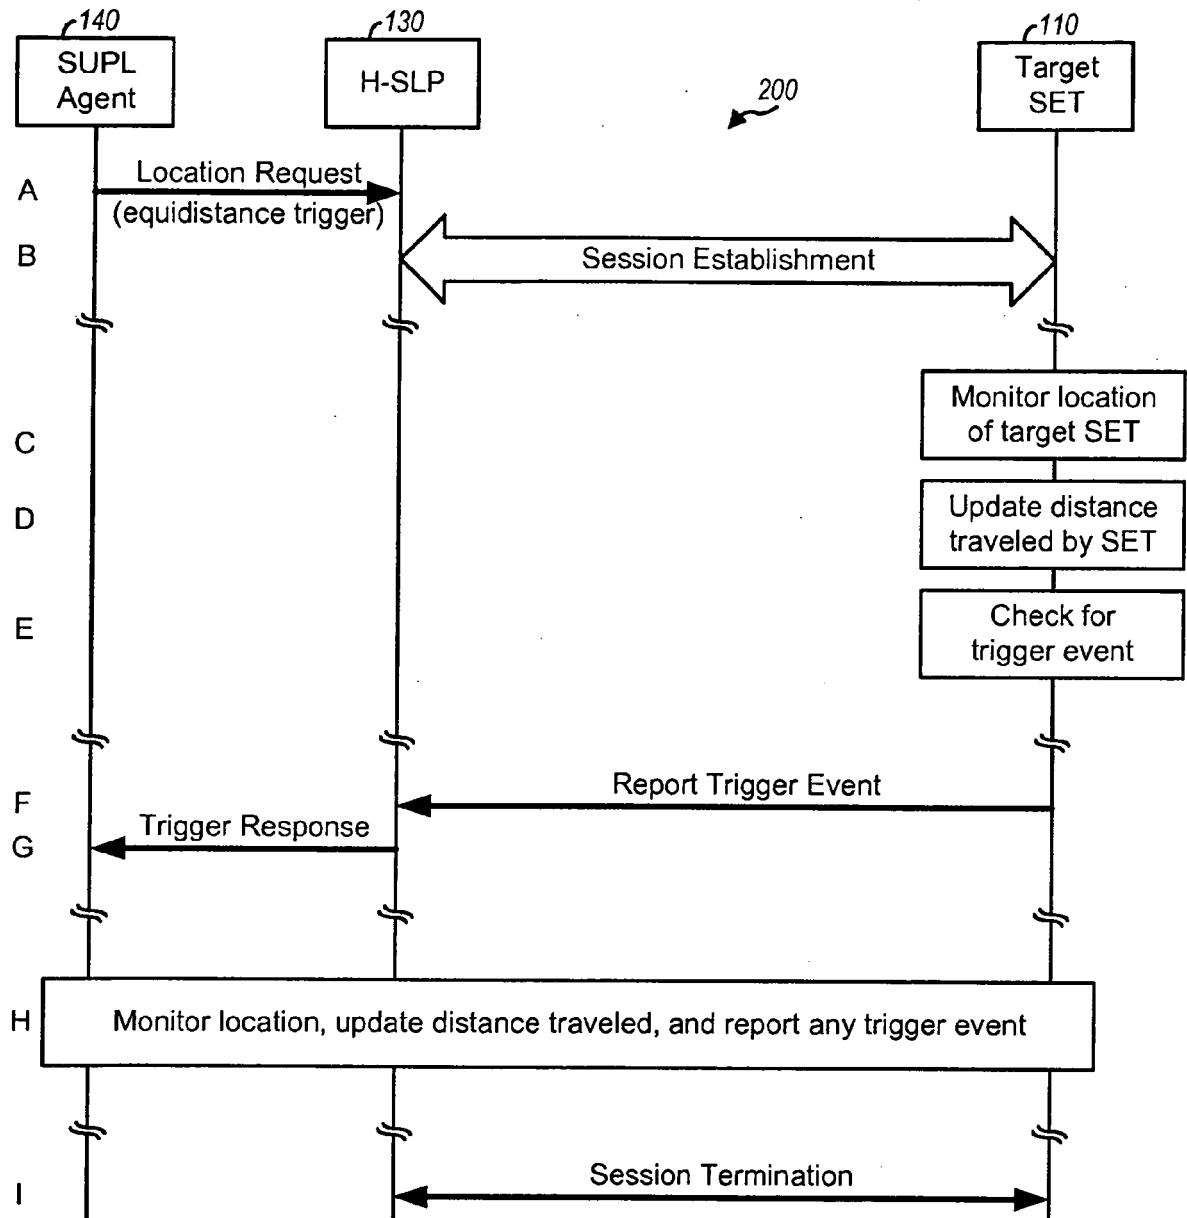 140
130
110
SUPL
Agent
H-SLP
Target
SET
200
A
Location Request
(equidistance trigger)
B
Session Establishment
C
Monitor location
of target SET
D
Update distance
traveled by SET
E
Check for
trigger event
F
Report Trigger Event
G
Trigger Response
H
Monitor location, update distance traveled, and report any trigger event
I
Session Termination